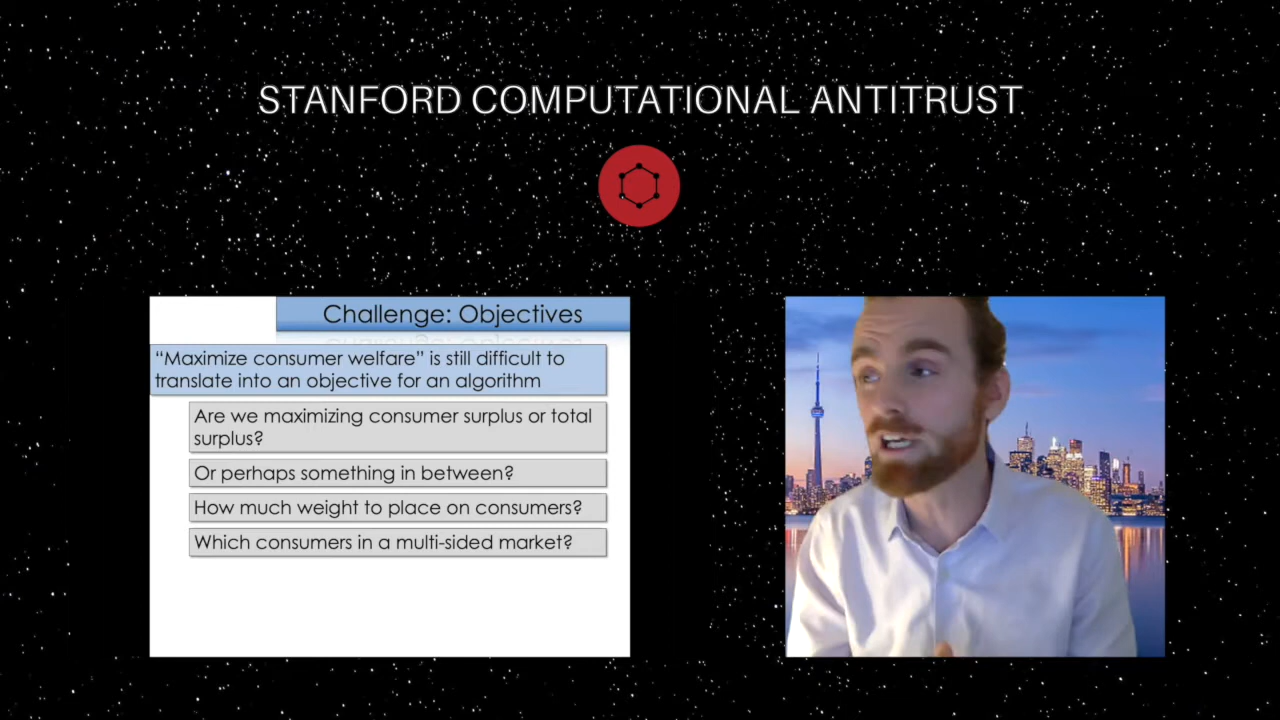 STANFORD COMPUTATIONAL ANTITRUST
Challenge: Objectives
“Maximize consumer welfare” is still difficult to
translate into an objective for an algorithm
Are we maximizing consumer surplus or total
surplus?
Or perhaps something in between?
How much weight to place on consumers?
Which consumers in a multi-sided market?